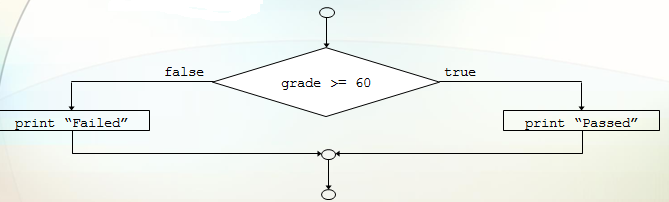 false
grade >= 60
true
print “Failed”
print “Passed”